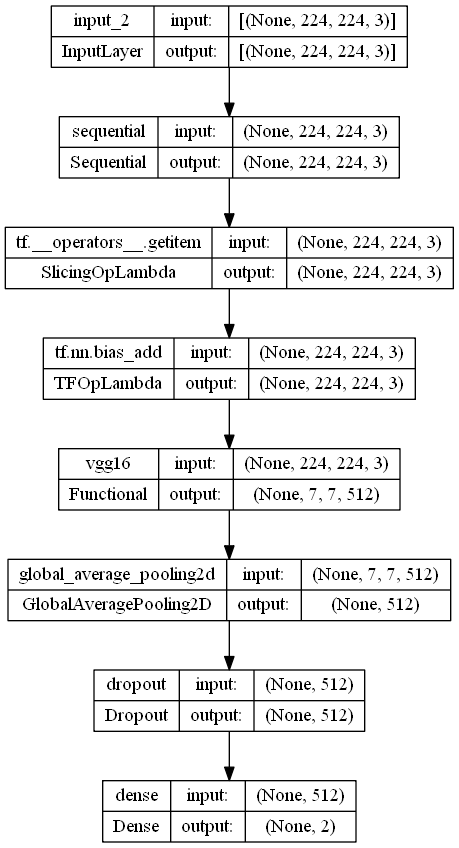 input_2 input: [(None, 224, 224, 3)]
InputLayer output: [(None, 224, 224, 3)]
sequential input: (None, 224, 224, 3)
Sequential output: (None, 224, 224, 3)
tf.__operators__.getitem input: (None, 224, 224, 3)
SlicingOpLambda output: (None, 224, 224, 3)
tf.nn.bias_add input: (None, 224, 224, 3)
TFOpLambda output: (None, 224, 224, 3)
vgg16 input: (None, 224, 224, 3)
Functional output: (None, 7, 7, 512)
global_average_pooling2d input: (None, 7, 7, 512)
GlobalAveragePooling2D output: (None, 512)
dropout input: (None, 512)
Dropout output: (None, 512)
dense input: (None, 512)
Dense output: (None, 2)